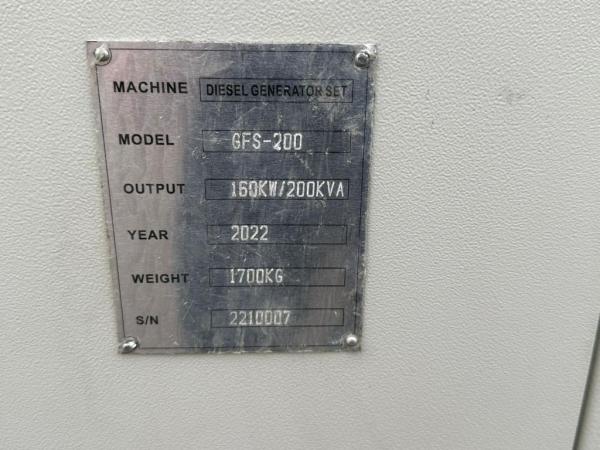 MACHINE DIESEL GENERATOR SET
MODEL GFS-200
OUTPUT 160KW/200KVA
YEAR 2022
WEIGHT 1700KG
S/N 2210007